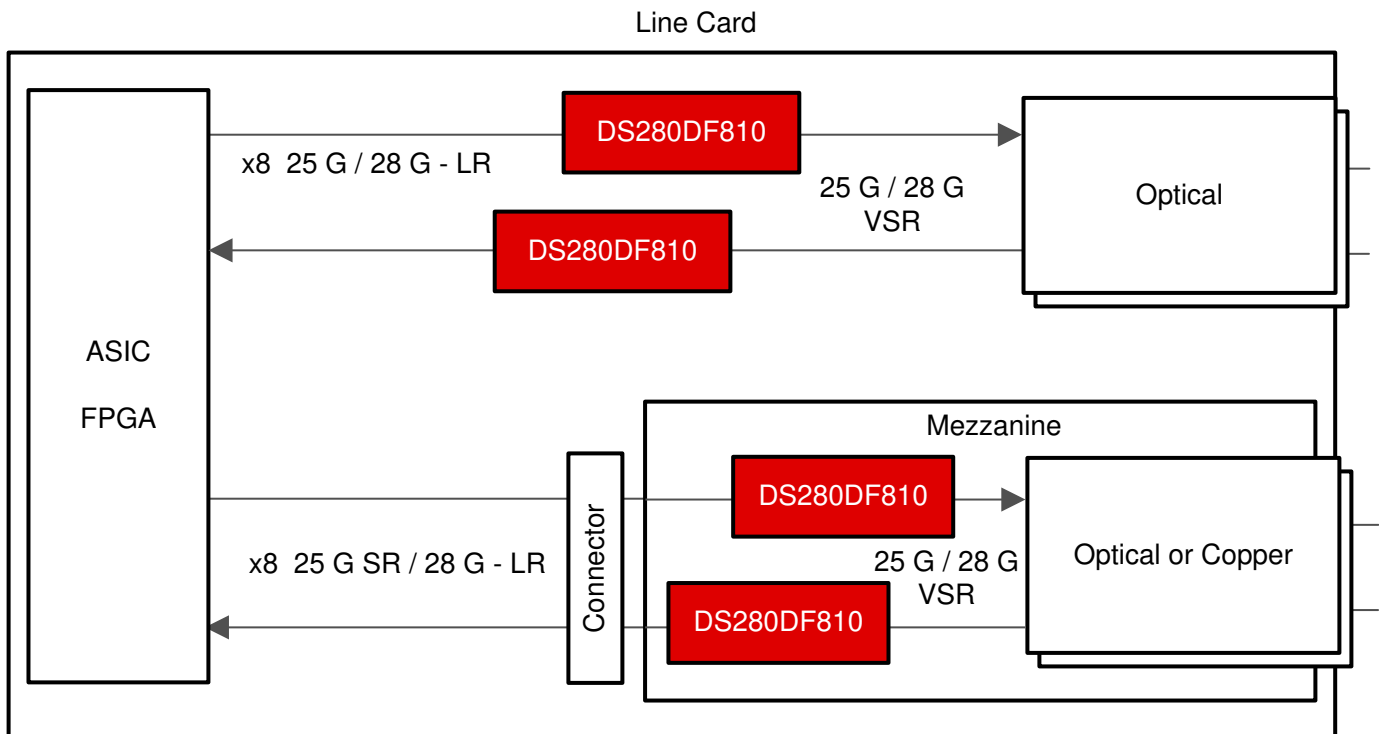 Line Card
DS280DF810
x8 25 G / 28 G - LR
25 G / 28 G
VSR
Optical
DS280DF810
ASIC
FPGA
Mezzanine
DS280DF810
Connector
x8 25 G SR / 28 G - LR
25 G / 28 G
VSR
Optical or Copper
DS280DF810